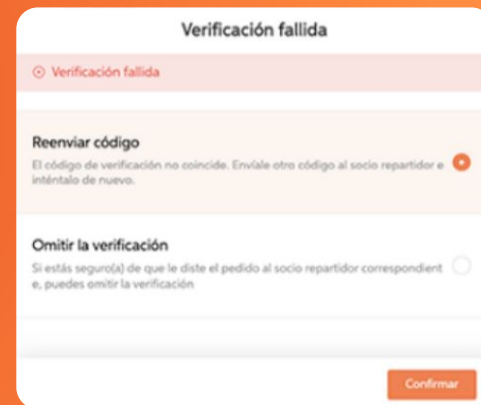 Verificación fallida
Verificación fallida
Reenviar código
El código de verificación no coincide. Envíale otro código al socio repartidor e
inténtalo de nuevo.
Omitir la verificación
Si estás seguro(a) de que le diste el pedido al socio repartidor correspondient
e, puedes omitir la verificación
Confirmar